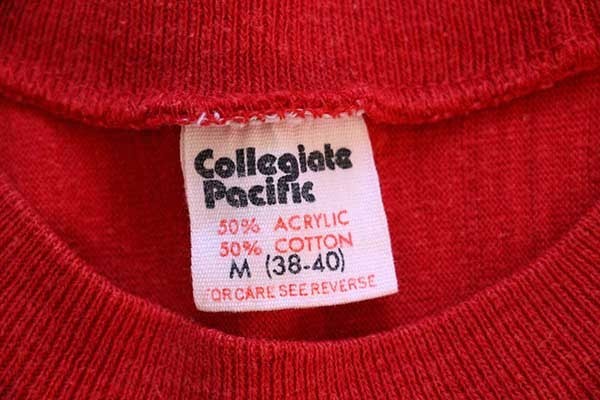 Collegiate
Pacific
50% ACRYLIC
50% COTTON
M (38-40)
FOR CARE SEE REVERSE